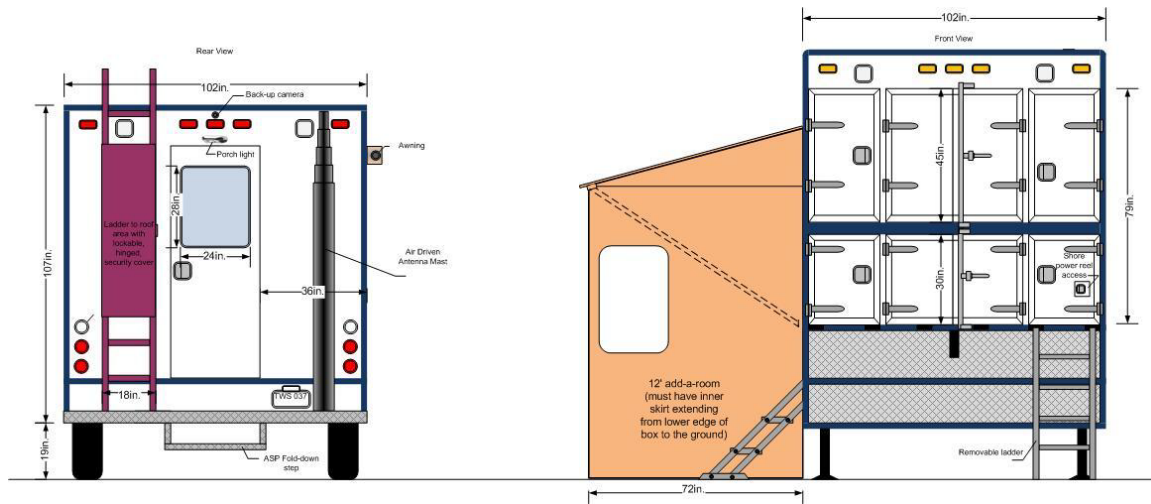 Rear View
102in.
Back-up camera
Porch light
Awning
28in.
24in.
Ladder to roof
area with
lockable,
hinged,
security cover
107in.
Air Driven
Antenna Mast
36in.
18in.
TWS 037
19in.
ASP Fold-down
step
102in.
Front View
45in.
79in.
30in.
Shore
power reel
access
12' add-a-room
(must have inner
skirt extending
from lower edge of
box to the ground)
Removable ladder
72in.